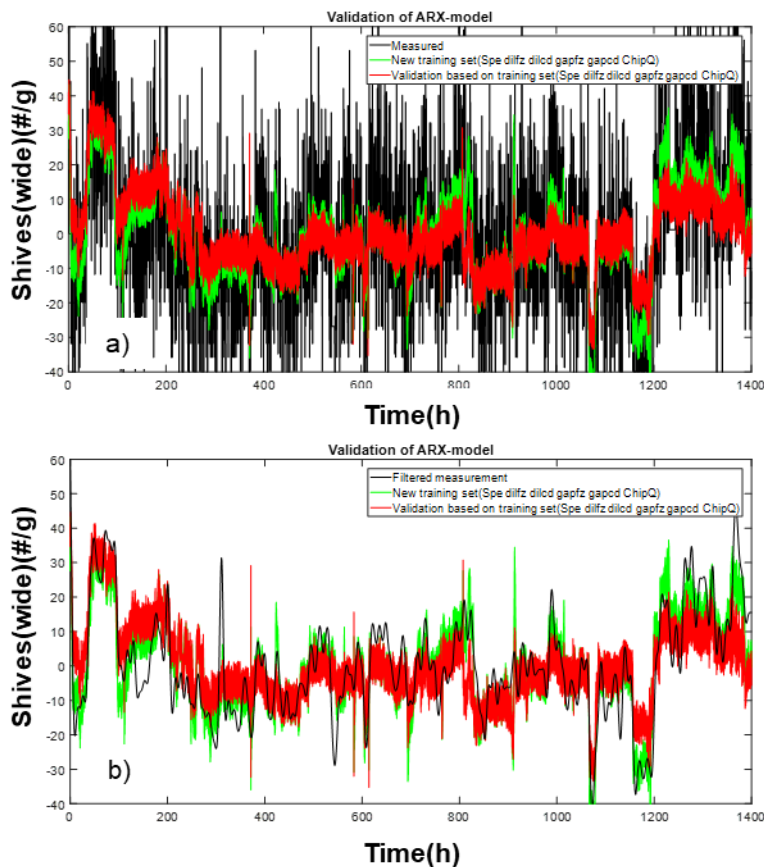 Validation of ARX-model
Measured
New training set(Spe dilfz dilcd gapfz gapcd ChipQ)
Validation based on training set(Spe dilfz dilcd gapfz gapcd ChipQ)
Shives(wide)(#/g)
60
50
40
30
20
10
0
-10
-20
-30
-40
a)
0
200
400
600
800
1000
1200
1400
Time(h)
Validation of ARX-model
Filtered measurement
New training set(Spe dilfz dilcd gapfz gapcd ChipQ)
Validation based on training set(Spe dilfz dilcd gapfz gapcd ChipQ)
Shives(wide)(#/g)
60
50
40
30
20
10
0
-10
-20
-30
-40
b)
0
200
400
600
800
1000
1200
1400
Time(h)